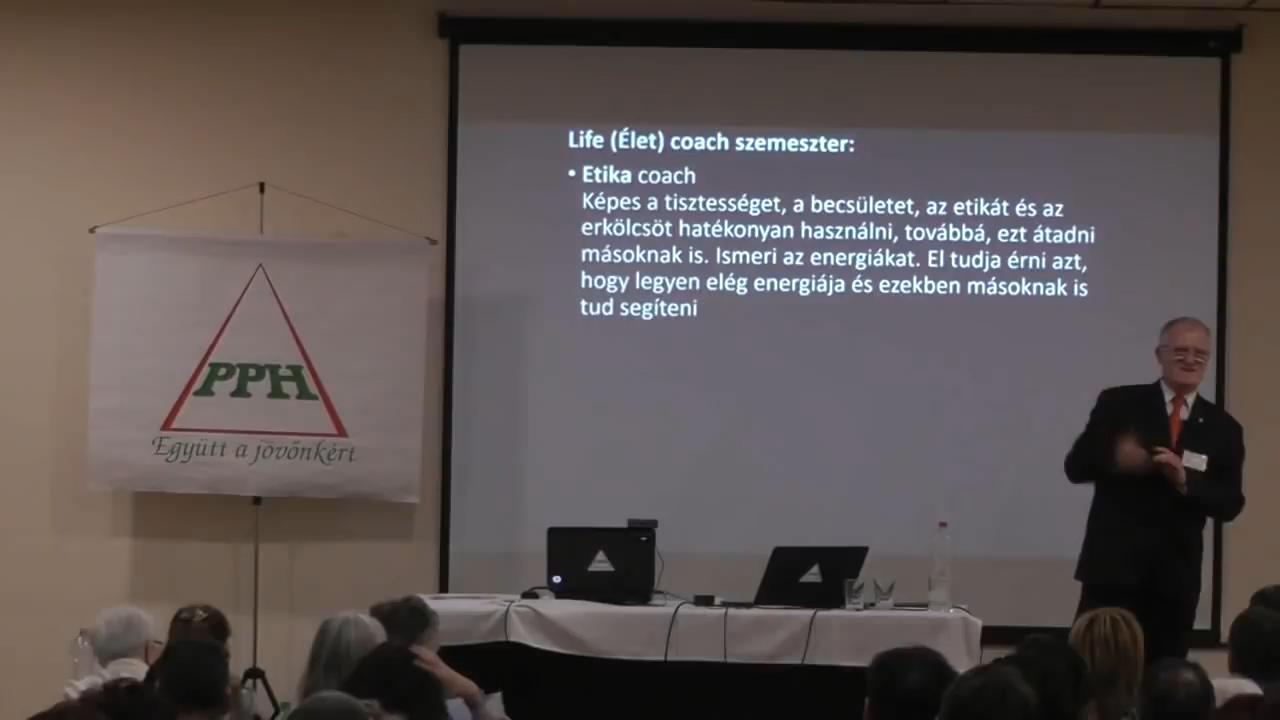 Life (Élet) coach szemeszter:
• Etika coach
Képes a tisztességet, a becsületet, az etikát és az
erkölcsöt hatékonyan használni, továbbá, ezt átadni
másoknak is. Ismeri az energiákat. El tudja érni azt,
hogy legyen elég energiája és ezekben másoknak is
tud segíteni
PPH
Együtt a jövőnkért